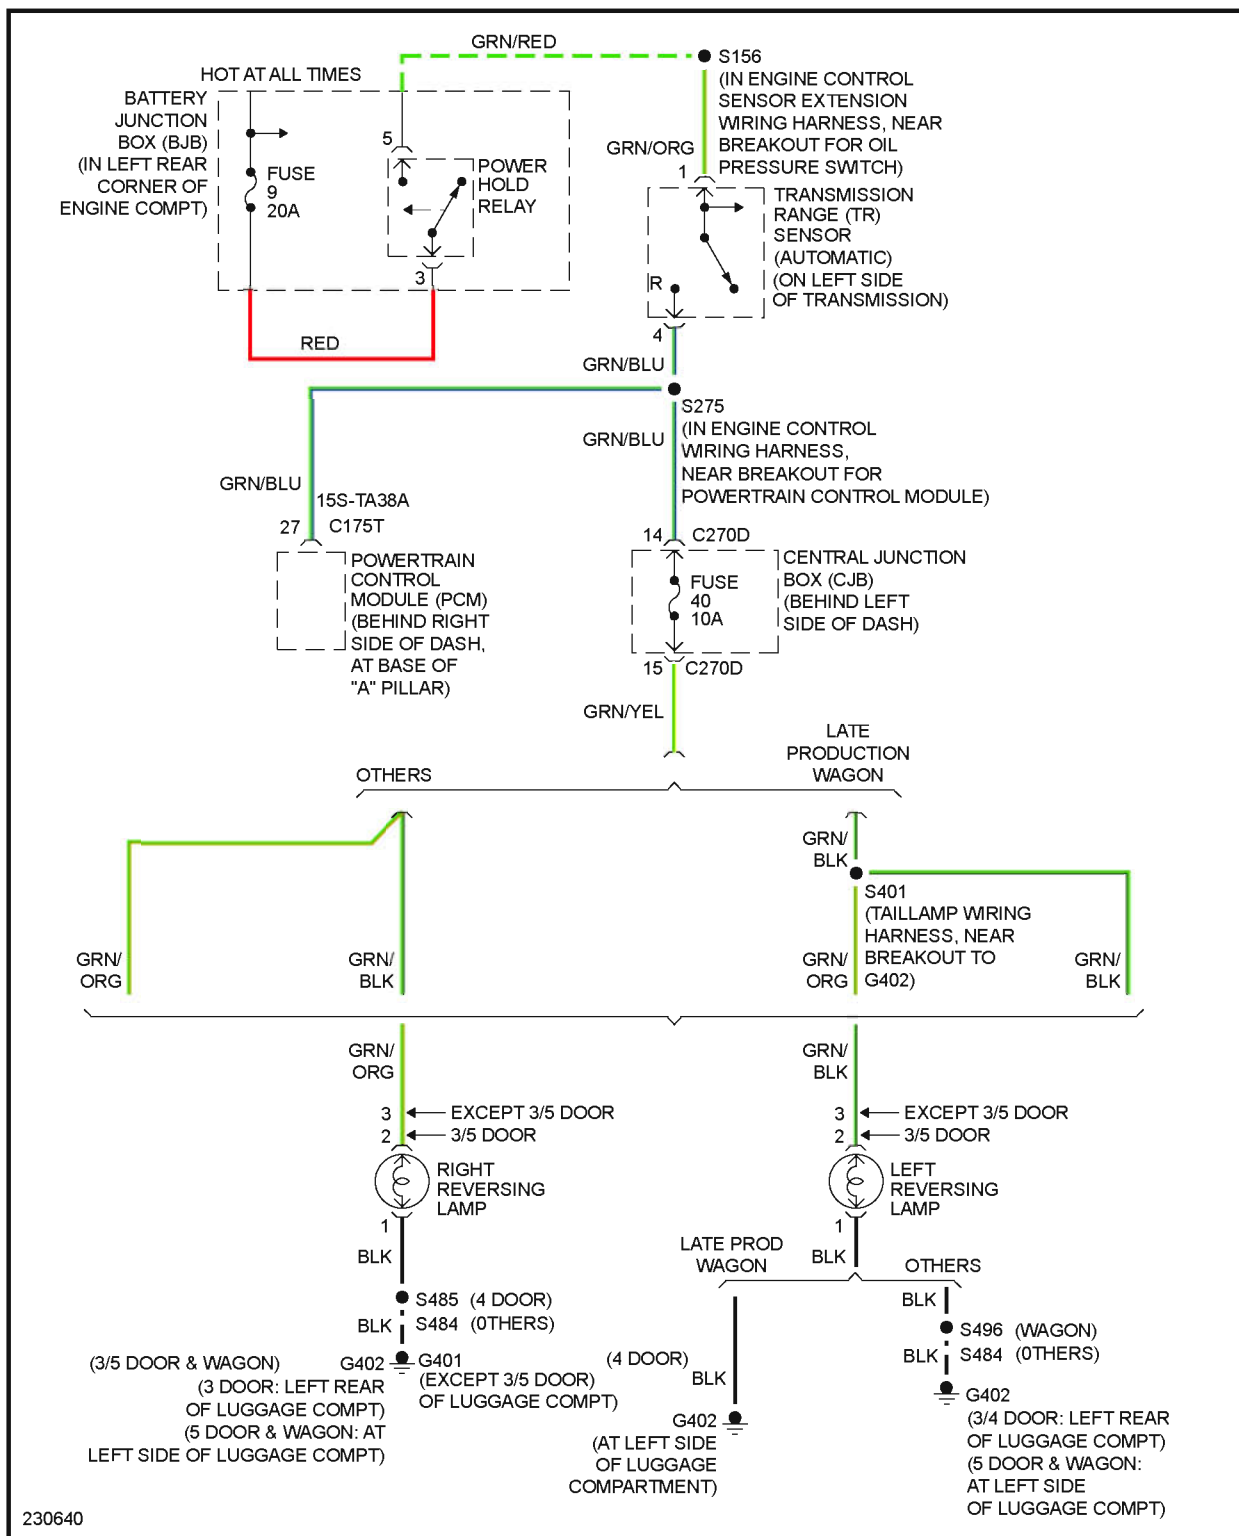 GRN/RED
S156
(IN ENGINE CONTROL
SENSOR EXTENSION
WIRING HARNESS, NEAR
BREAKOUT FOR OIL
PRESSURE SWITCH)
HOT AT ALL TIMES
BATTERY
JUNCTION
BOX (BJB)
(IN LEFT REAR
CORNER OF
ENGINE COMPT)
FUSE
9
20A
5
POWER
HOLD
RELAY
3
RED
GRN/ORG
1
TRANSMISSION
RANGE (TR)
SENSOR
(AUTOMATIC)
(ON LEFT SIDE
OF TRANSMISSION)
R
4
GRN/BLU
S275
(IN ENGINE CONTROL
WIRING HARNESS,
NEAR BREAKOUT FOR
POWERTRAIN CONTROL MODULE)
GRN/BLU
GRN/BLU
15S-TA38A
27 C175T
POWERTRAIN
CONTROL
MODULE (PCM)
(BEHIND RIGHT
SIDE OF DASH,
AT BASE OF
"A" PILLAR)
14 C270D
FUSE
40
10A
CENTRAL JUNCTION
BOX (CJB)
(BEHIND LEFT
SIDE OF DASH)
15 C270D
GRN/YEL
OTHERS
LATE
PRODUCTION
WAGON
GRN/
BLK
S401
(TAILLAMP WIRING
HARNESS, NEAR
BREAKOUT TO
G402)
GRN/
ORG
GRN/
BLK
GRN/
ORG
GRN/
BLK
GRN/
ORG
3 EXCEPT 3/5 DOOR
2 3/5 DOOR
RIGHT
REVERSING
LAMP
1
BLK
S485 (4 DOOR)
S484 (0THERS)
BLK
G402 G401
(3/5 DOOR & WAGON)
(3 DOOR: LEFT REAR
OF LUGGAGE COMPT)
(5 DOOR & WAGON: AT
LEFT SIDE OF LUGGAGE COMPT)
(EXCEPT 3/5 DOOR)
OF LUGGAGE COMPT)
GRN/
BLK
3 EXCEPT 3/5 DOOR
2 3/5 DOOR
LEFT
REVERSING
LAMP
1
BLK
LATE PROD
WAGON
OTHERS
(4 DOOR)
BLK
G402
(AT LEFT SIDE
OF LUGGAGE
COMPARTMENT)
BLK
S496 (WAGON)
S484 (0THERS)
BLK
G402
(3/4 DOOR: LEFT REAR
OF LUGGAGE COMPT)
(5 DOOR & WAGON:
AT LEFT SIDE
OF LUGGAGE COMPT)
230640